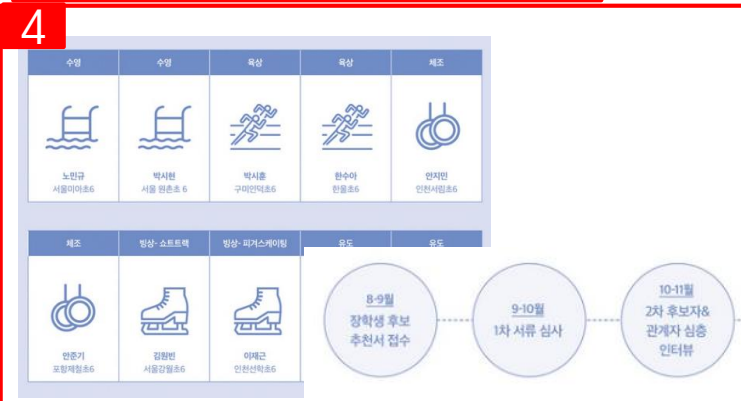 4
수영 수영 육상 육상 체조
노민규 박시현 박시훈 한수아 안지민
서울미아초6 서울 원촌초 6 구미인덕초6 한울초6 인천서림초6
체조 빙상- 쇼트트랙 빙상- 피겨스케이팅 유도 유도
안준기 김원빈 이재근
포항제철초6 서울강월초6 인천선학초6
8-9월
장학생 후보
추천서 접수
9-10월
1차 서류 심사
10-11월
2차 후보자&
관계자 심층
인터뷰